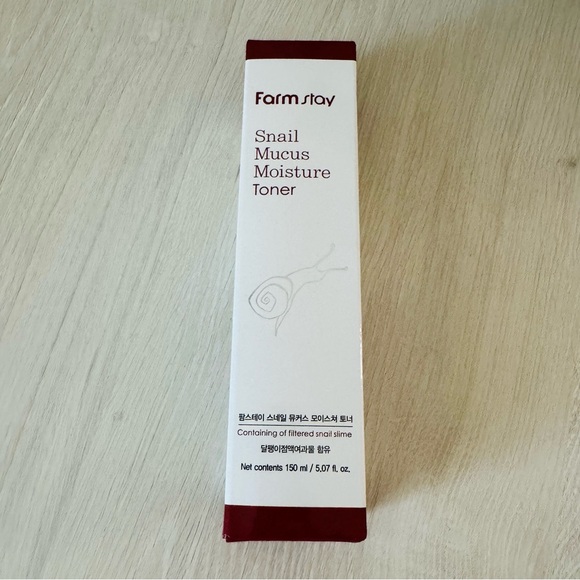 Farm stay
Snail
Mucus
Moisture
Toner
팜스테이 스네일 뮤커스 모이스쳐 토너
Containing of filtered snail slime
달팽이점액여과물 함유
Net contents 150 ml / 5.07 fl. oz.